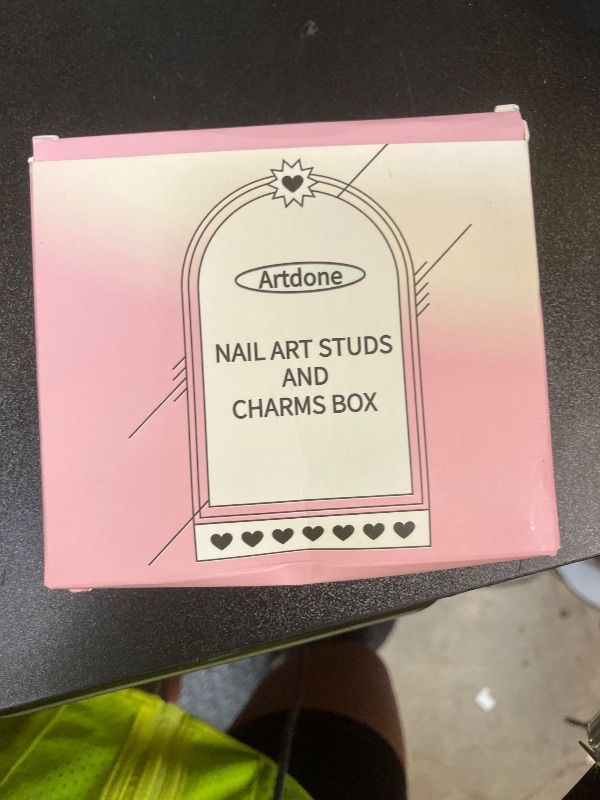 Artdone
NAIL ART STUDS
AND
CHARMS BOX